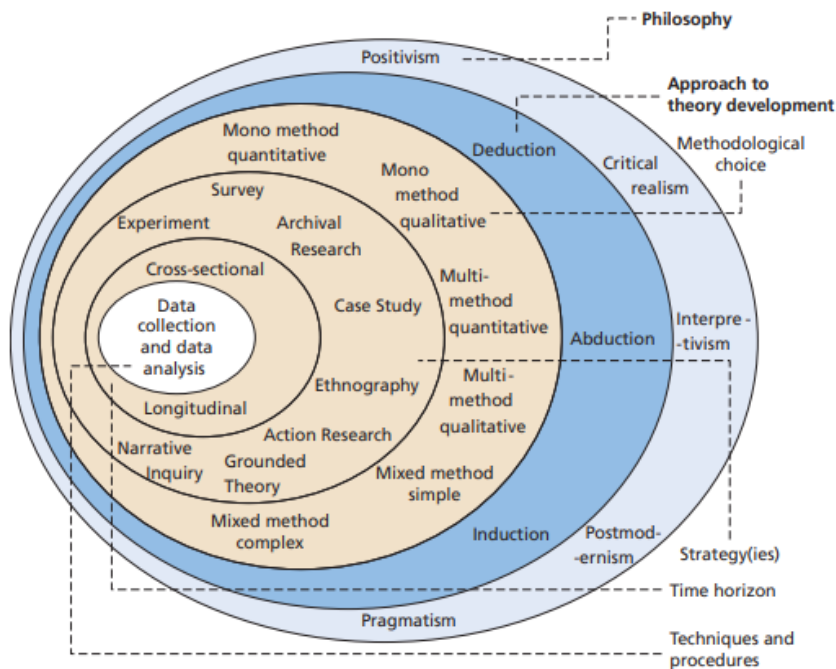 Philosophy
Positivism
Approach to
theory development
Mono method
quantitative
Deduction
Methodological
choice
Critical
realism
Mono
method
qualitative
Survey
Experiment
Archival
Research
Cross-sectional
Multi-
method
quantitative
Data
collection
and data
analysis
Case Study
Abduction
Interpre-
-tivism
Ethnography
Multi-
method
qualitative
Longitudinal
Action Research
Narrative
Inquiry
Grounded
Theory
Mixed method
simple
Mixed method
complex
Induction
Postmod-
-ernism
Strategy(ies)
Time horizon
Pragmatism
Techniques and
procedures